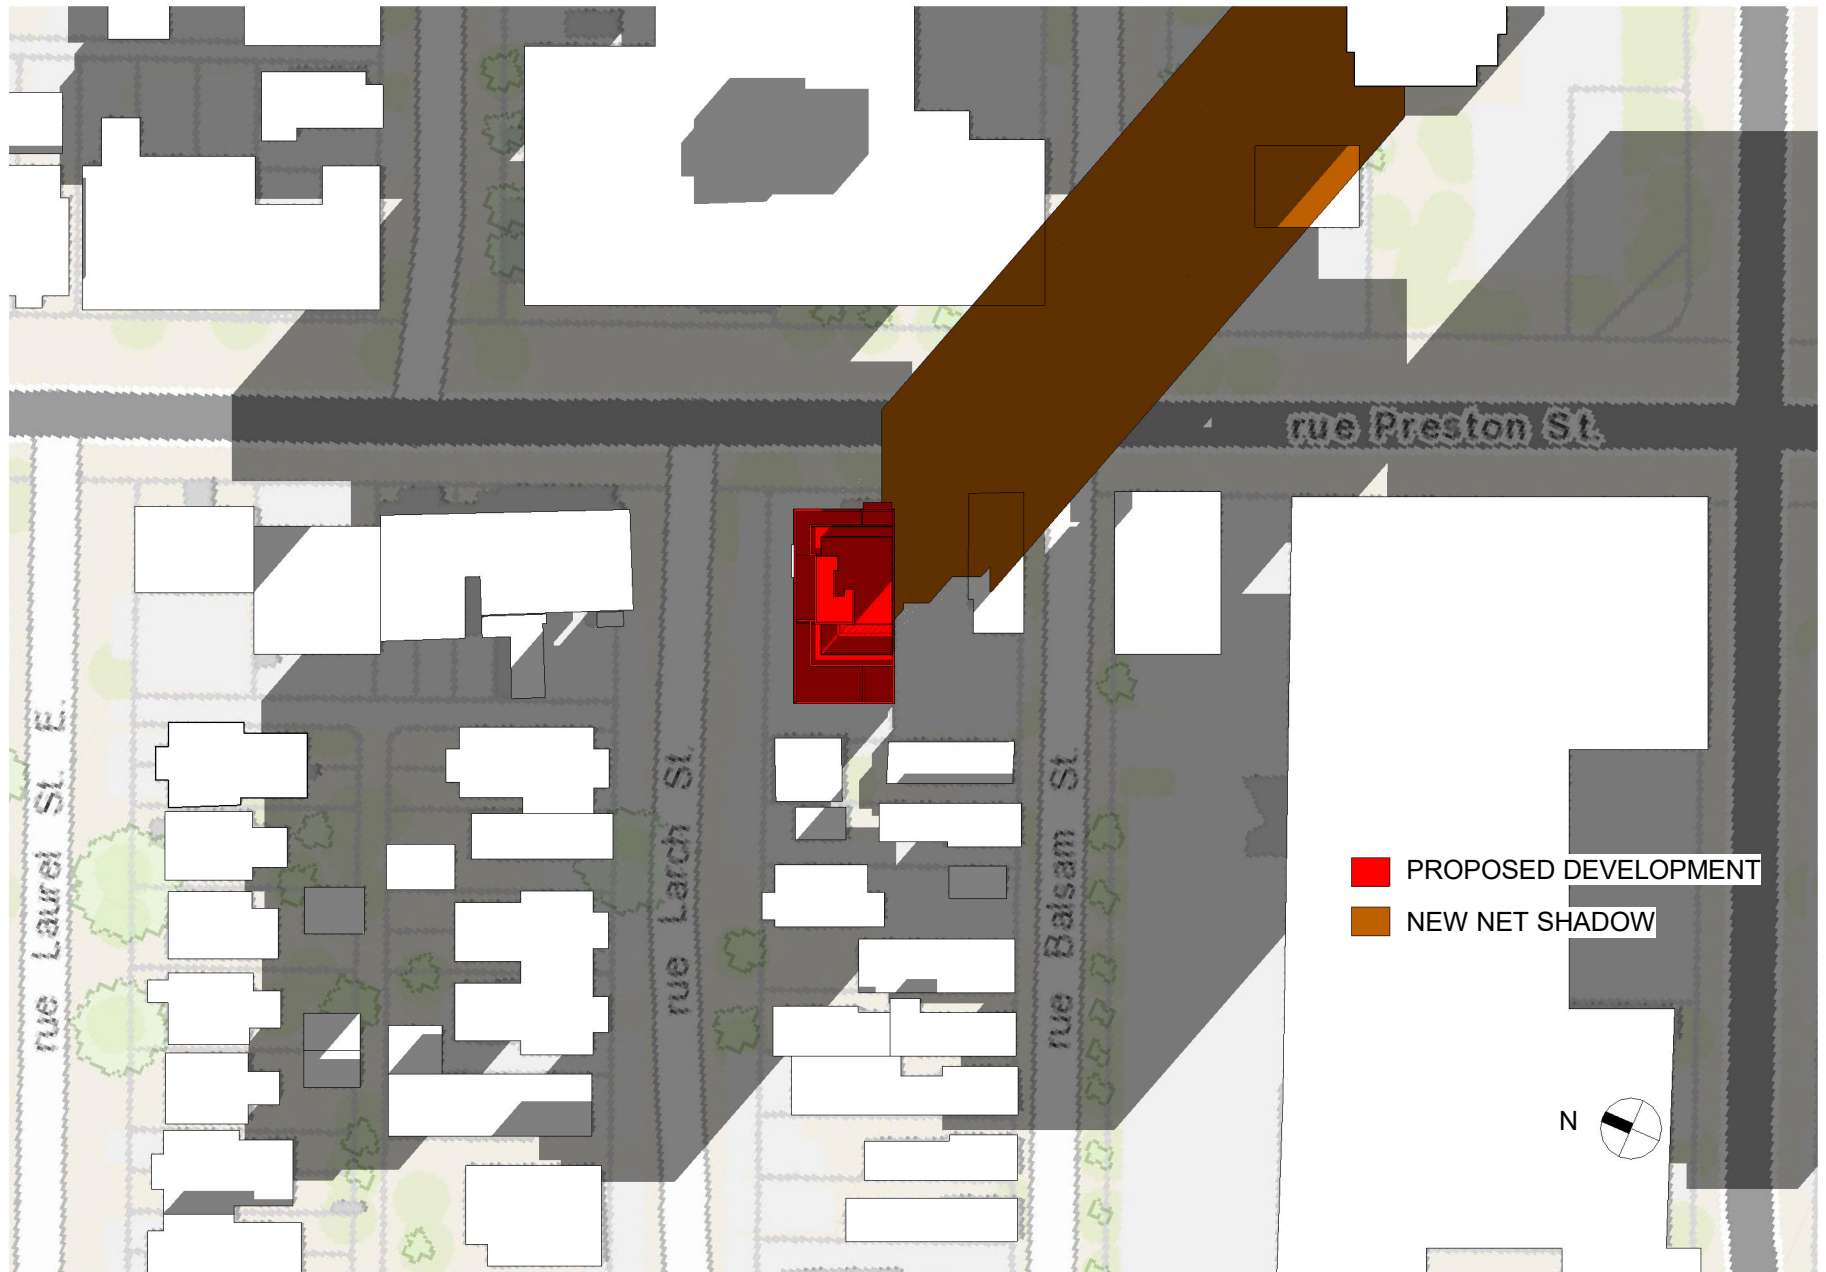 rue Preston St.
rue Laurel St. E.
rue Larch St.
rue Balsam St.
PROPOSED DEVELOPMENT
NEW NET SHADOW
N